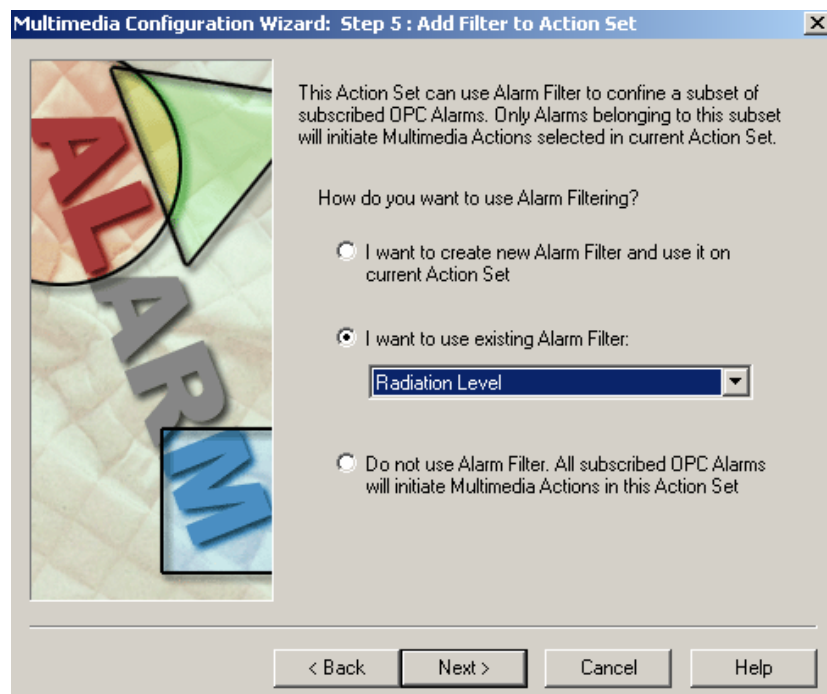 Multimedia Configuration Wizard: Step 5 : Add Filter to Action Set
ALARM
This Action Set can use Alarm Filter to confine a subset of
subscribed OPC Alarms. Only Alarms belonging to this subset
will initiate Multimedia Actions selected in current Action Set.
How do you want to use Alarm Filtering?
I want to create new Alarm Filter and use it on
current Action Set
I want to use existing Alarm Filter:
Radiation Level
Do not use Alarm Filter. All subscribed OPC Alarms
will initiate Multimedia Actions in this Action Set
< Back
Next >
Cancel
Help